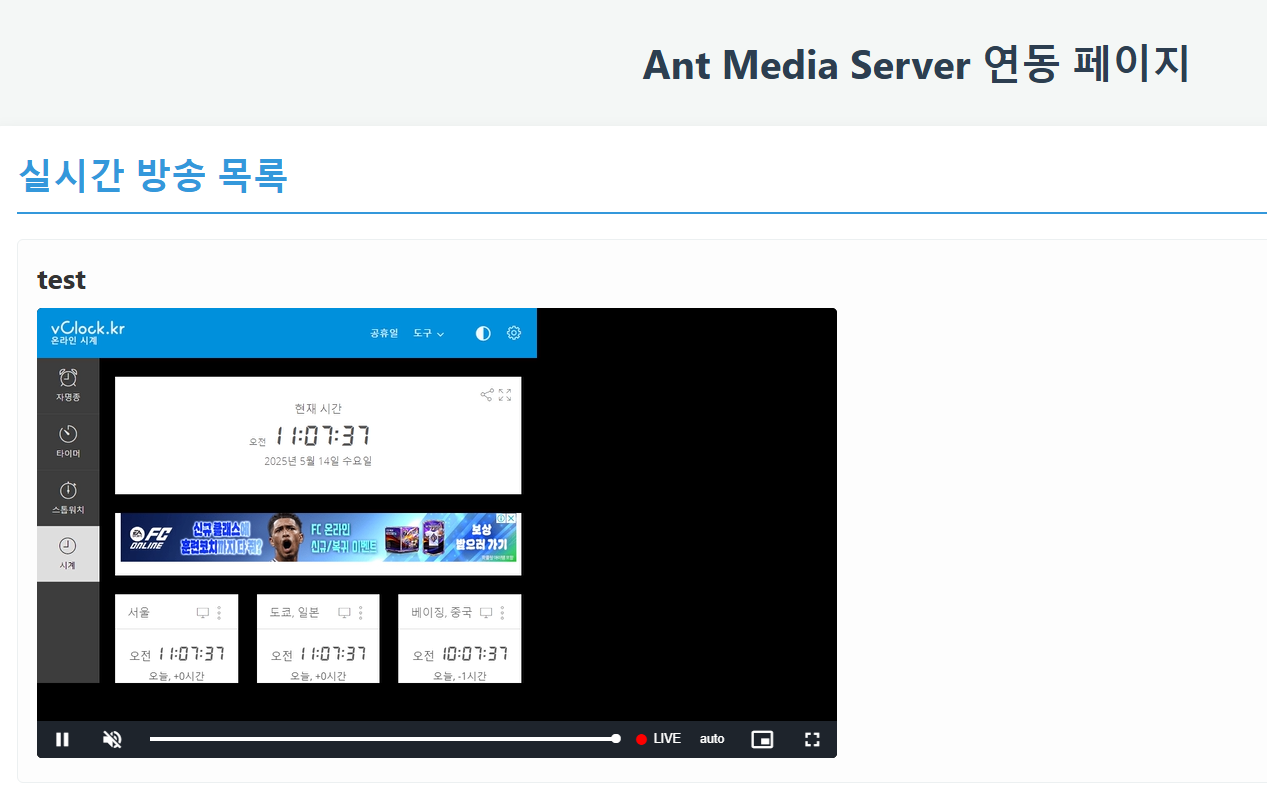 Ant Media Server 연동 페이지
실시간 방송 목록
test
vClock.kr
온라인 시계
공휴일 도구
자명종
타이머
스톱워치
시계
현재 시간
오전 11:07:37
2025년 5월 14일 수요일
EA SPORTS FC ONLINE
신규 클래스에
훈련코치까지 다 줘?
FC 온라인
신규/복귀 이벤트
보상
받으러 가기
서울
오전 11:07:37
오늘, +0시간
도쿄, 일본
오전 11:07:37
오늘, +0시간
베이징, 중국
오전 10:07:37
오늘, -1시간
LIVE auto